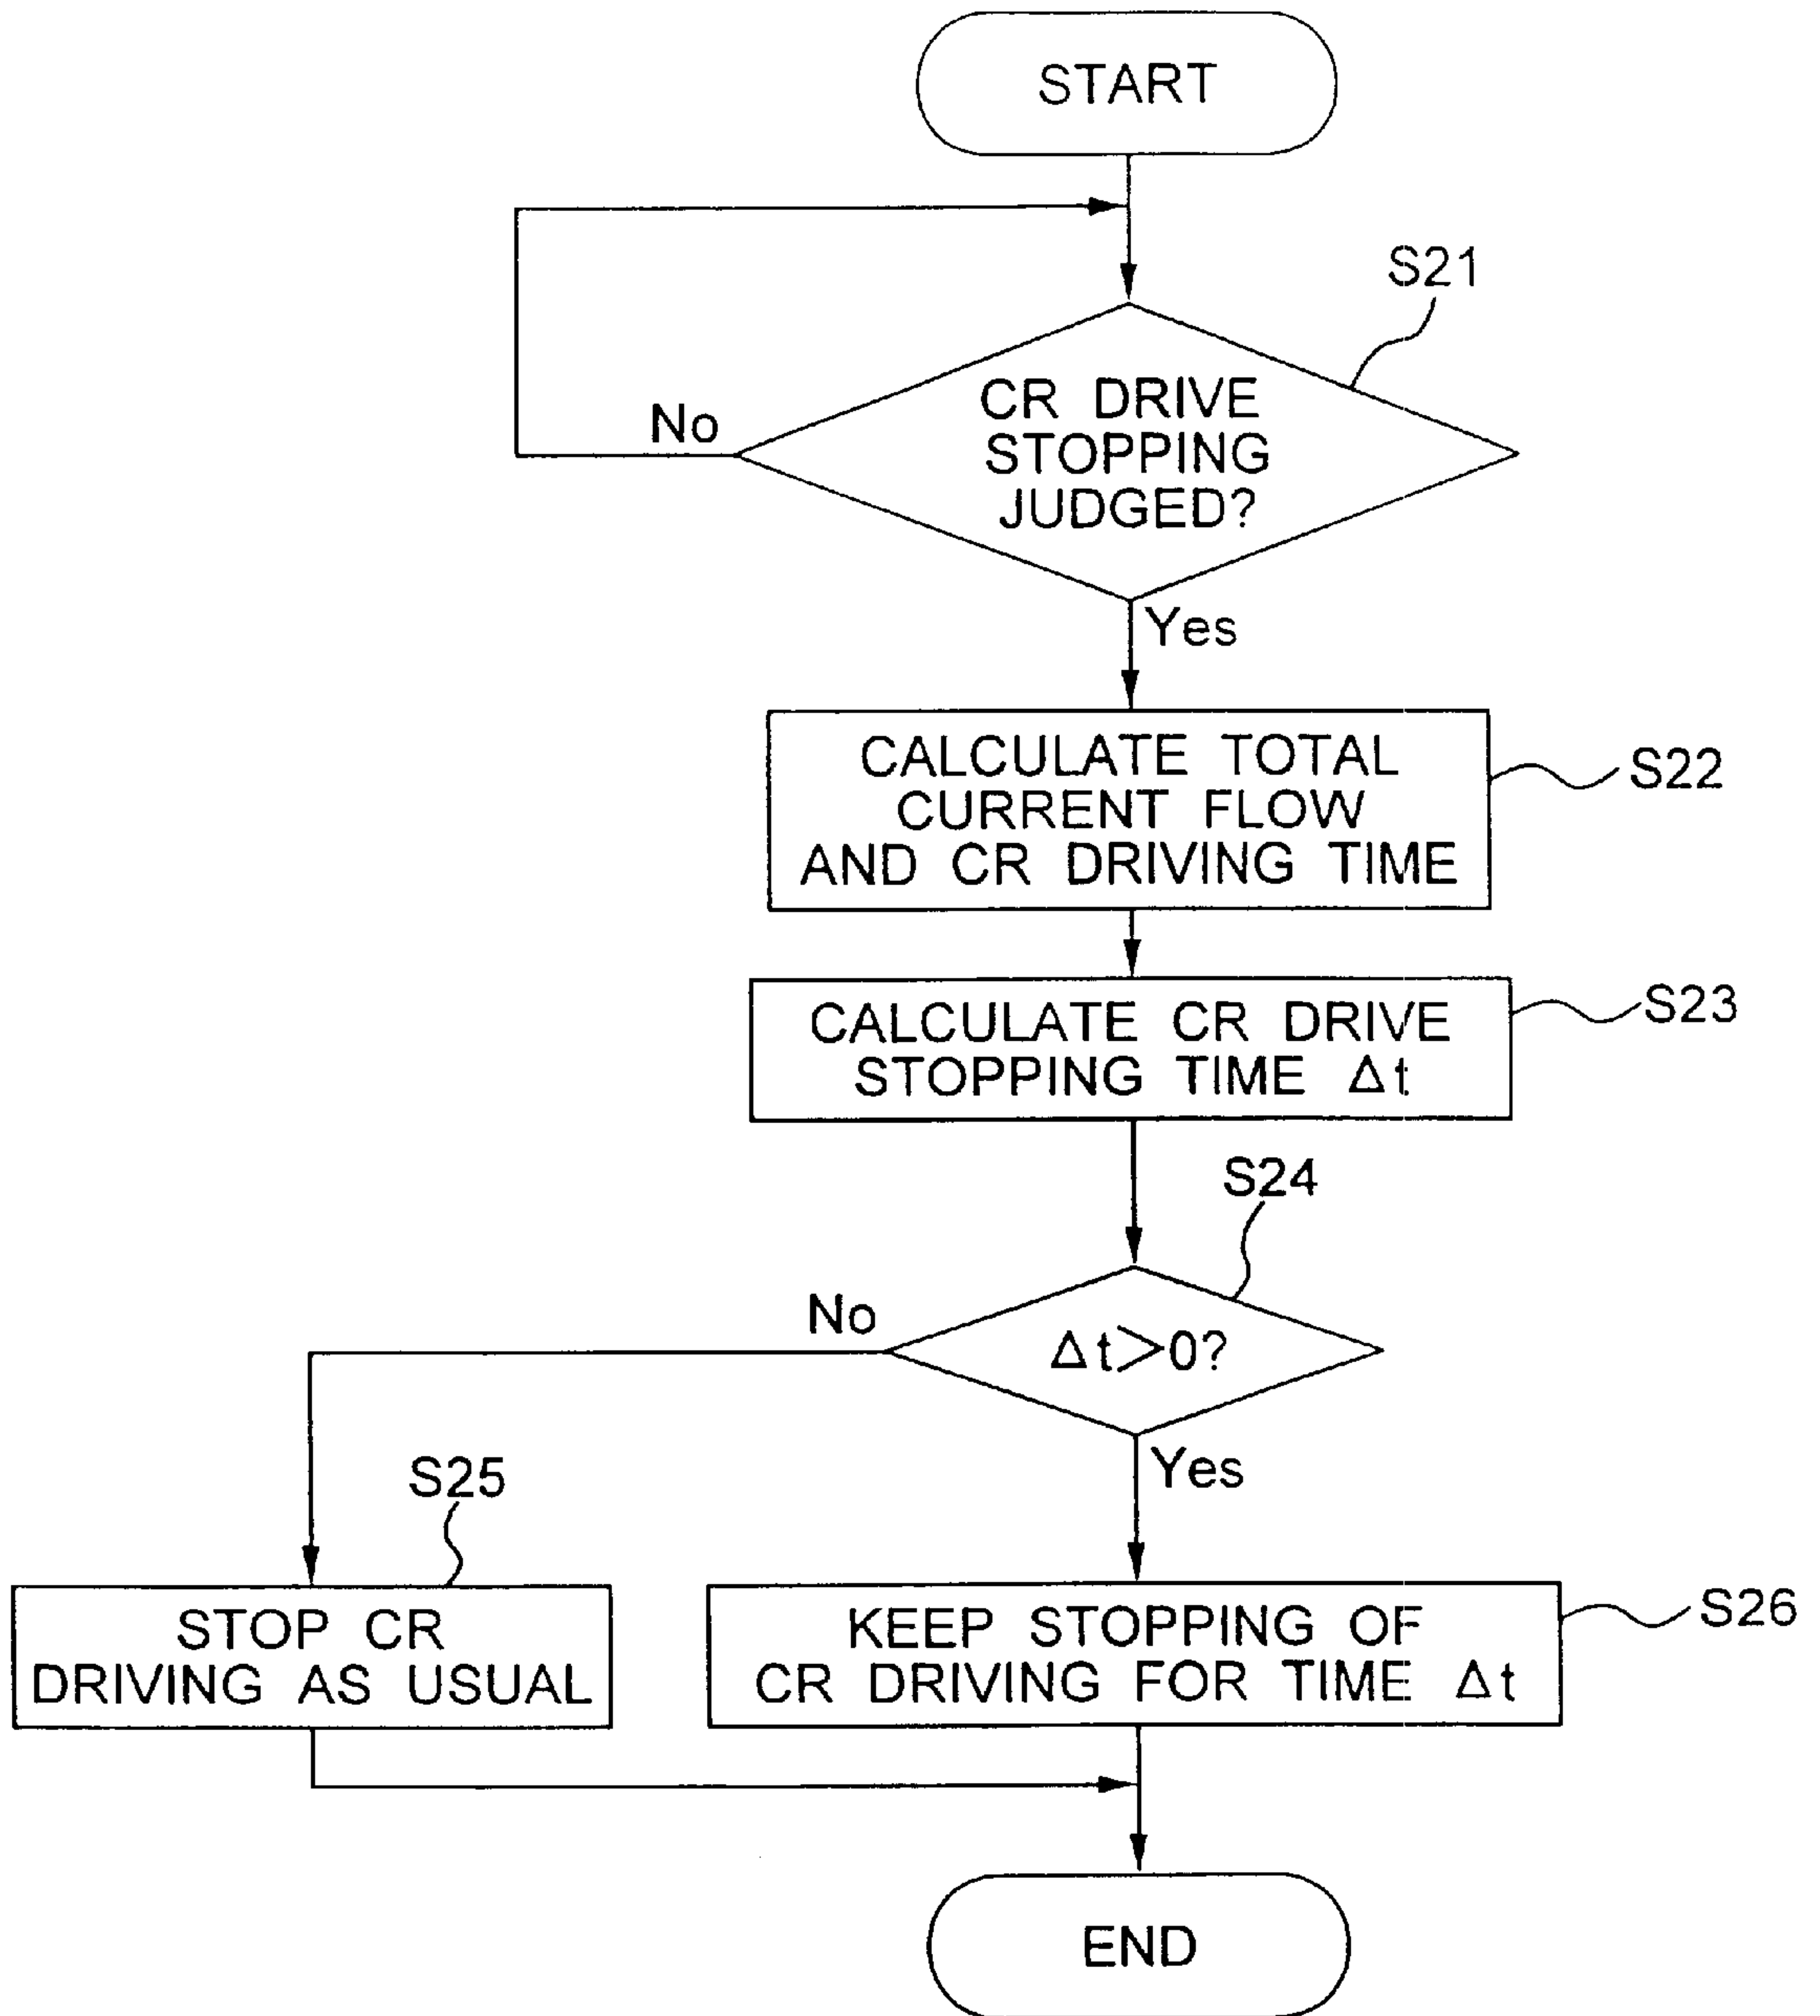 START
S21
CR DRIVE
STOPPING
JUDGED?
No
Yes
CALCULATE TOTAL
CURRENT FLOW
AND CR DRIVING TIME
S22
CALCULATE CR DRIVE
STOPPING TIME Δt
S23
S24
Δt>0?
No
Yes
S25
STOP CR
DRIVING AS USUAL
KEEP STOPPING OF
CR DRIVING FOR TIME Δt
S26
END